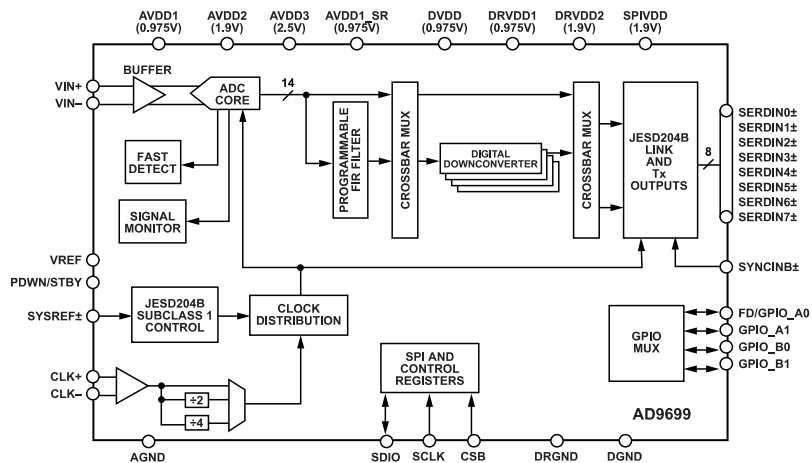 AVDD1
(0.975V)
AVDD2
(1.9V)
AVDD3
(2.5V)
AVDD1_SR
(0.975V)
DVDD
(0.975V)
DRVDD1
(0.975V)
DRVDD2
(1.9V)
SPIVDD
(1.9V)
BUFFER
VIN+
VIN–
ADC
CORE
14
FAST
DETECT
SIGNAL
MONITOR
PROGRAMMABLE
FIR FILTER
CROSSBAR MUX
DIGITAL
DOWNCONVERTER
CROSSBAR MUX
JESD204B
LINK
AND
Tx
OUTPUTS
8
SERDIN0±
SERDIN1±
SERDIN2±
SERDIN3±
SERDIN4±
SERDIN5±
SERDIN6±
SERDIN7±
VREF
PDWN/STBY
SYSREF±
SYNCINB±
JESD204B
SUBCLASS 1
CONTROL
CLOCK
DISTRIBUTION
CLK+
CLK–
÷2
÷4
SPI AND
CONTROL
REGISTERS
GPIO
MUX
FD/GPIO_A0
GPIO_A1
GPIO_B0
GPIO_B1
AD9699
AGND
SDIO
SCLK
CSB
DRGND
DGND